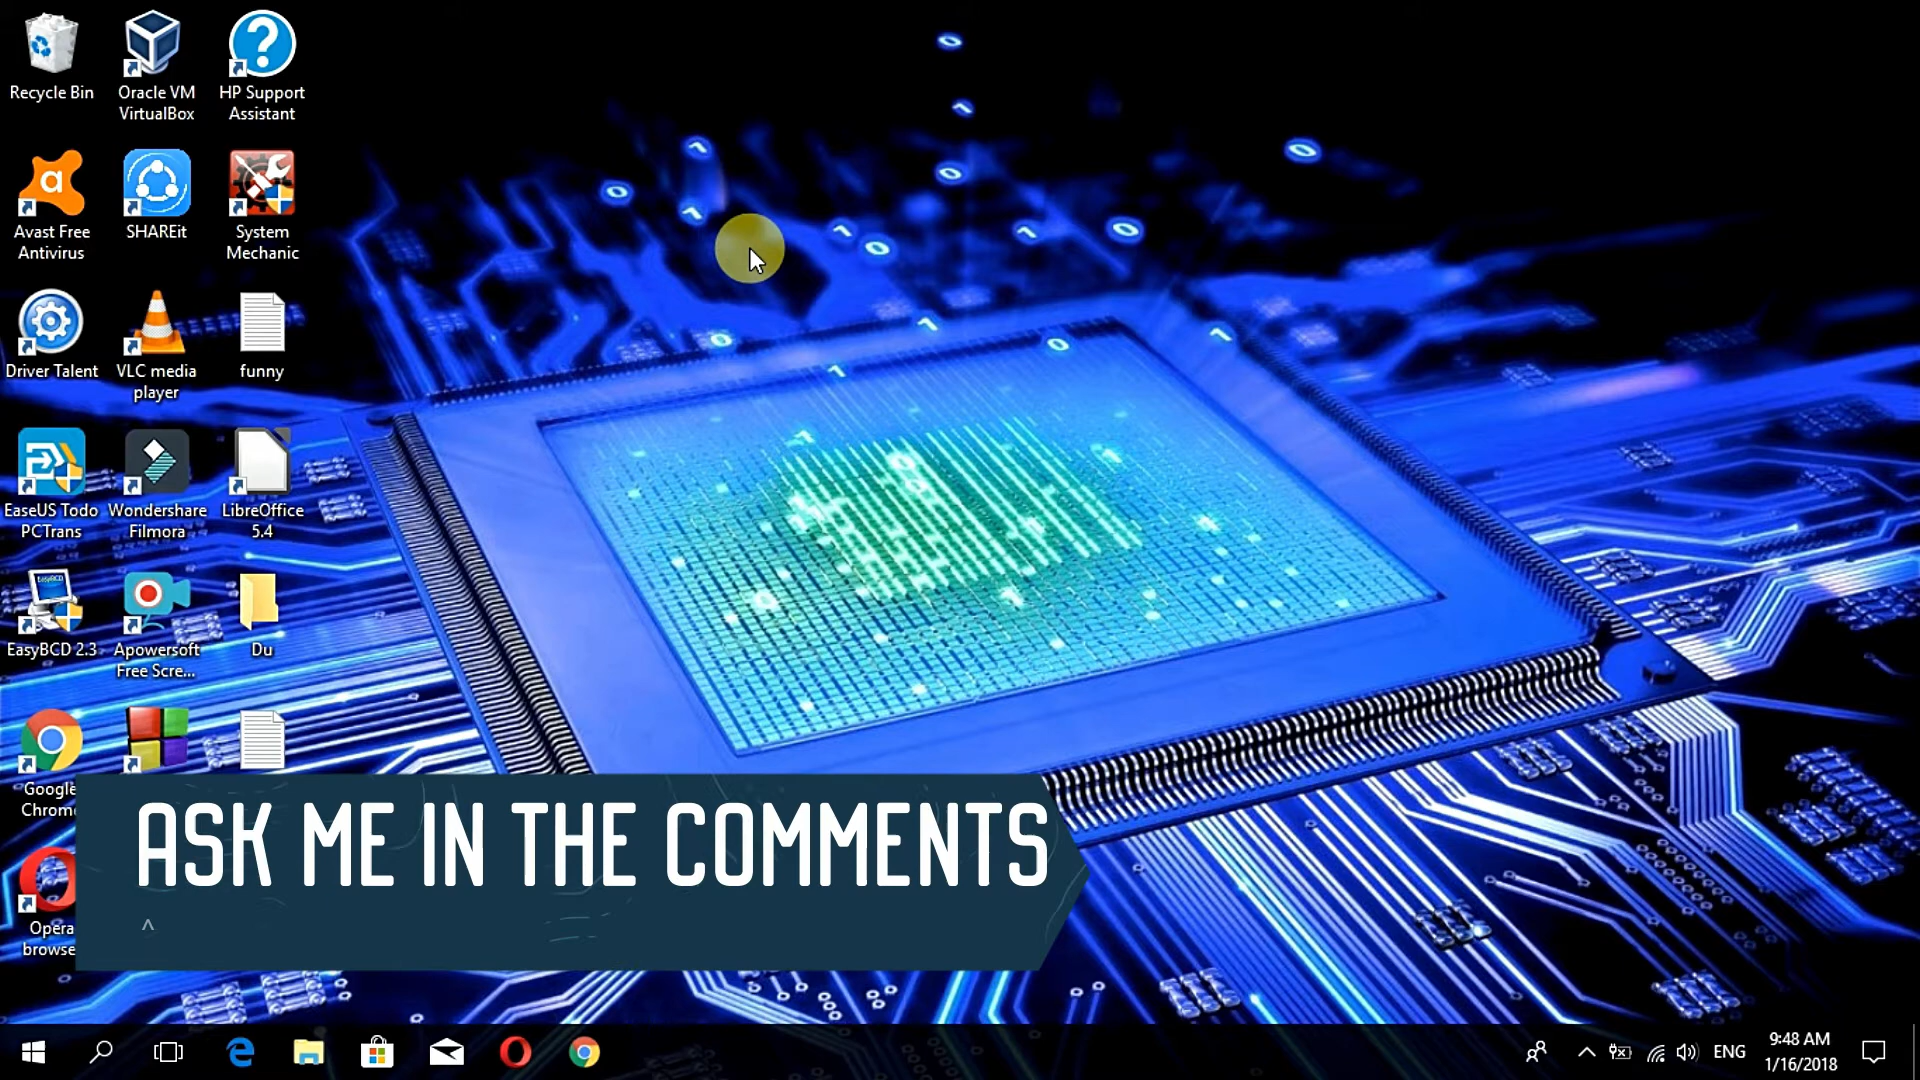 Recycle Bin
Oracle VM
VirtualBox
HP Support
Assistant
Avast Free
Antivirus
SHAREit
System
Mechanic
Driver Talent
VLC media
player
funny
EaseUS Todo
PCTrans
Wondershare
Filmora
LibreOffice
5.4
EasyBCD 2.3
Apowersoft
Free Scre...
Du
Google
Chrom
Opera
browse
ASK ME IN THE COMMENTS
^
ENG
9:48 AM
1/16/2018